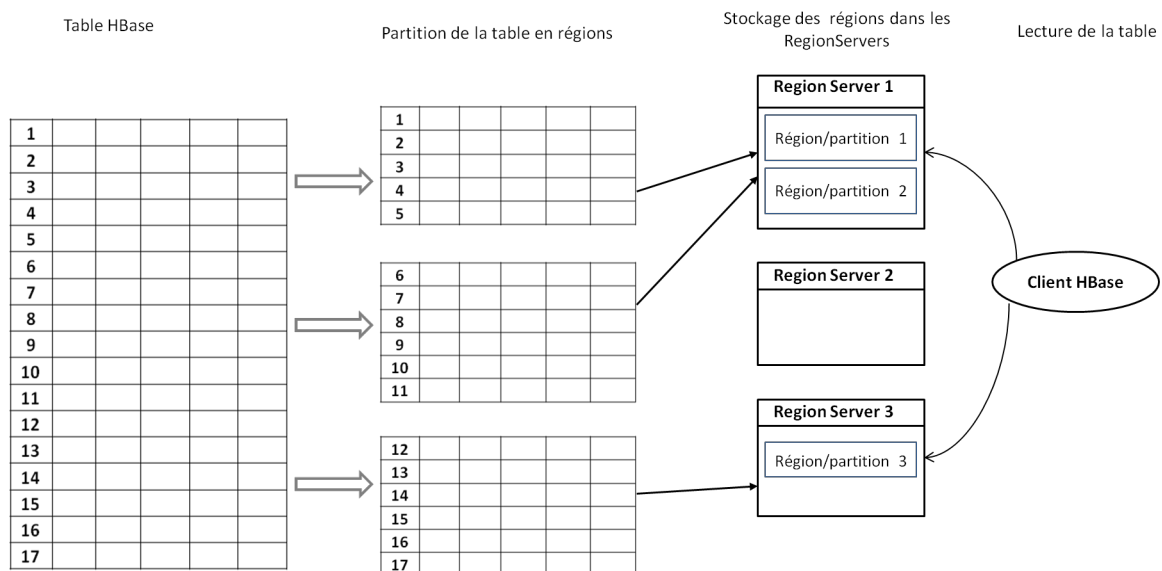 Table HBase
Partition de la table en régions
Stockage des régions dans les
RegionServers
Lecture de la table
1
2
3
4
5
6
7
8
9
10
11
12
13
14
15
16
17
1
2
3
4
5
6
7
8
9
10
11
12
13
14
15
16
17
Region Server 1
Région/partition 1
Région/partition 2
Region Server 2
Region Server 3
Région/partition 3
Client HBase